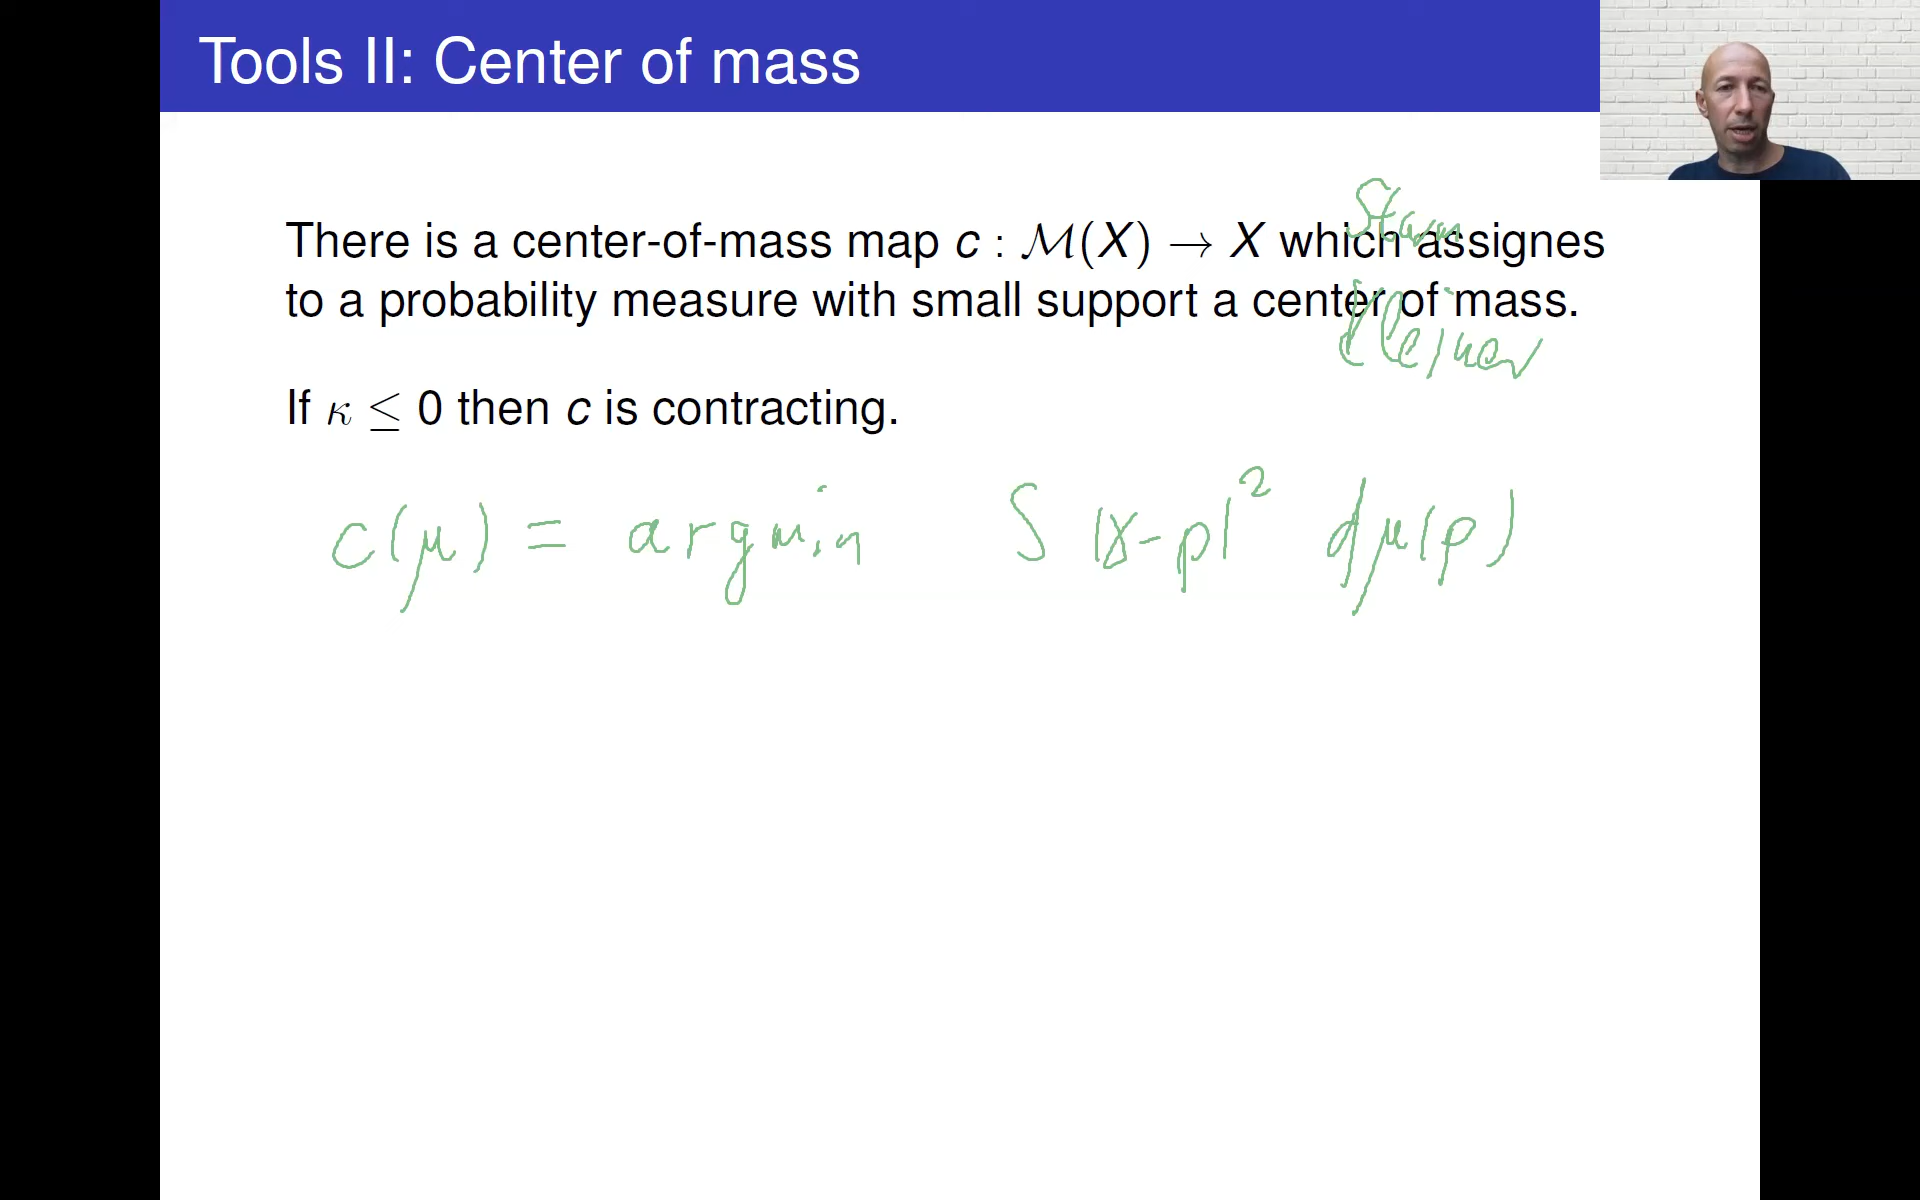 Tools II: Center of mass
Sturm
There is a center-of-mass map c : ℳ(X) → X which assignes
to a probability measure with small support a center of mass.
Kleiner
If κ ≤ 0 then c is contracting.
c(μ) = argmin ∫ |x-p|² dμ(p)